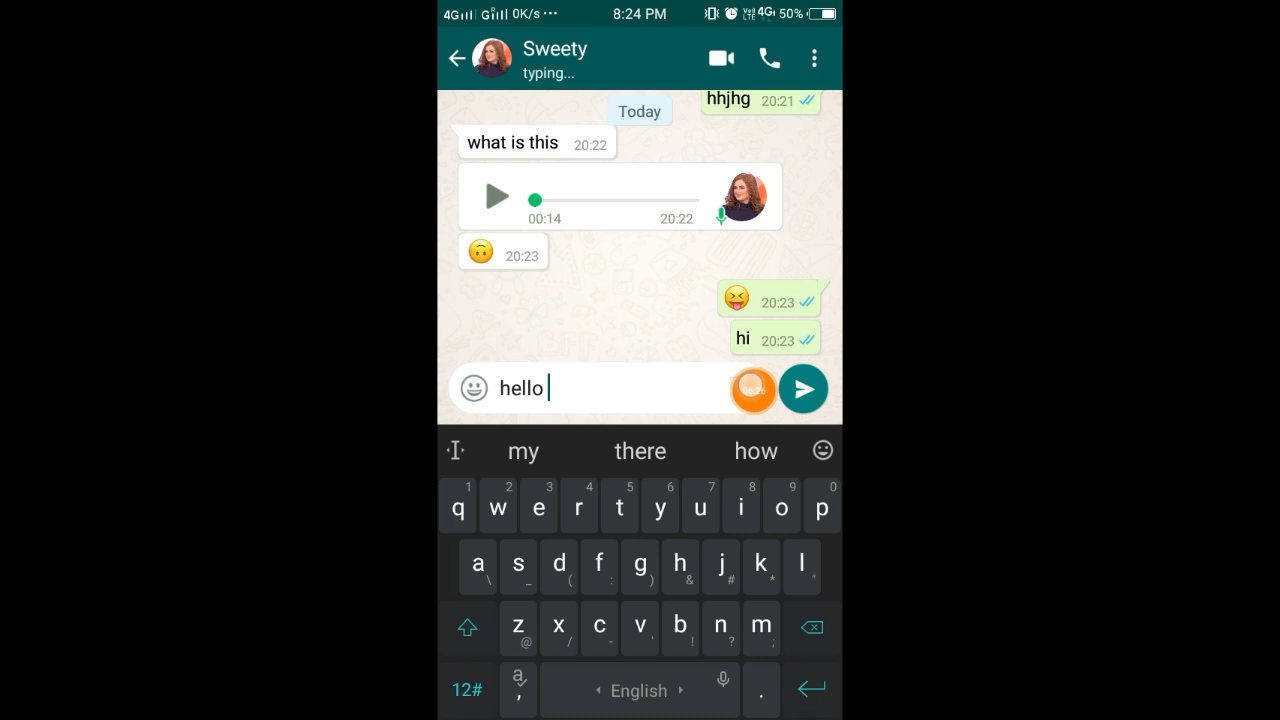 4G G R 0K/s ... 8:24 PM VoJ LTE 4G 50%
Sweety
typing...
hhjhg 20:21
Today
what is this 20:22
00:14 20:22
20:23
20:23
hi 20:23
hello
my there how
1 2 3 4 5 6 7 8 9 0
q w e r t y u i o p
a s d f g h j k l
\ _ ( : ) & # * °
z x c v b n m
@ / - ' ! ? ;
12# a , English .